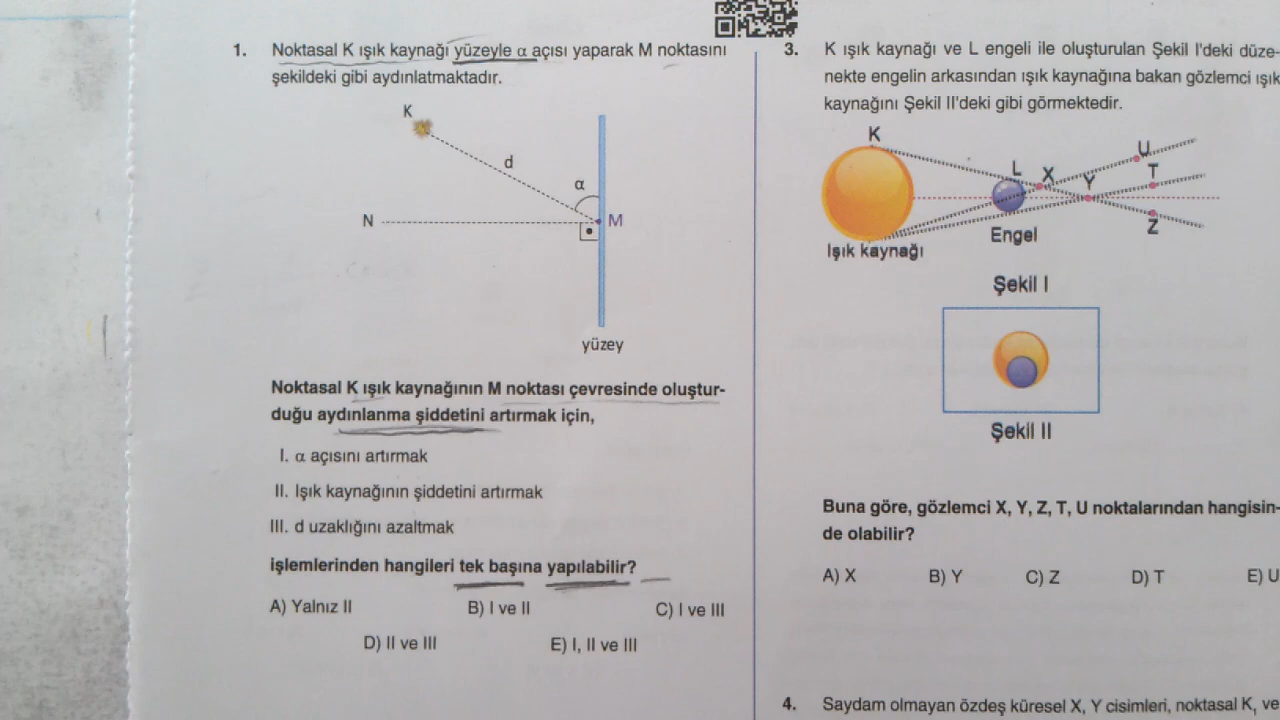 1. Noktasal K ışık kaynağı yüzeyle α açısı yaparak M noktasını
şekildeki gibi aydınlatmaktadır.
K
d
α
N
M
yüzey
Noktasal K ışık kaynağının M noktası çevresinde oluştur-
duğu aydınlanma şiddetini artırmak için,
I. α açısını artırmak
II. Işık kaynağının şiddetini artırmak
III. d uzaklığını azaltmak
işlemlerinden hangileri tek başına yapılabilir?
A) Yalnız II B) I ve II C) I ve III
D) II ve III E) I, II ve III
3. K ışık kaynağı ve L engeli ile oluşturulan Şekil I'deki düze-
nekte engelin arkasından ışık kaynağına bakan gözlemci ışık
kaynağını Şekil II'deki gibi görmektedir.
K
L
X
Y
U
T
Z
Işık kaynağı
Engel
Şekil I
Şekil II
Buna göre, gözlemci X, Y, Z, T, U noktalarından hangisin-
de olabilir?
A) X B) Y C) Z D) T E) U
4. Saydam olmayan özdeş küresel X, Y cisimleri, noktasal K, ve